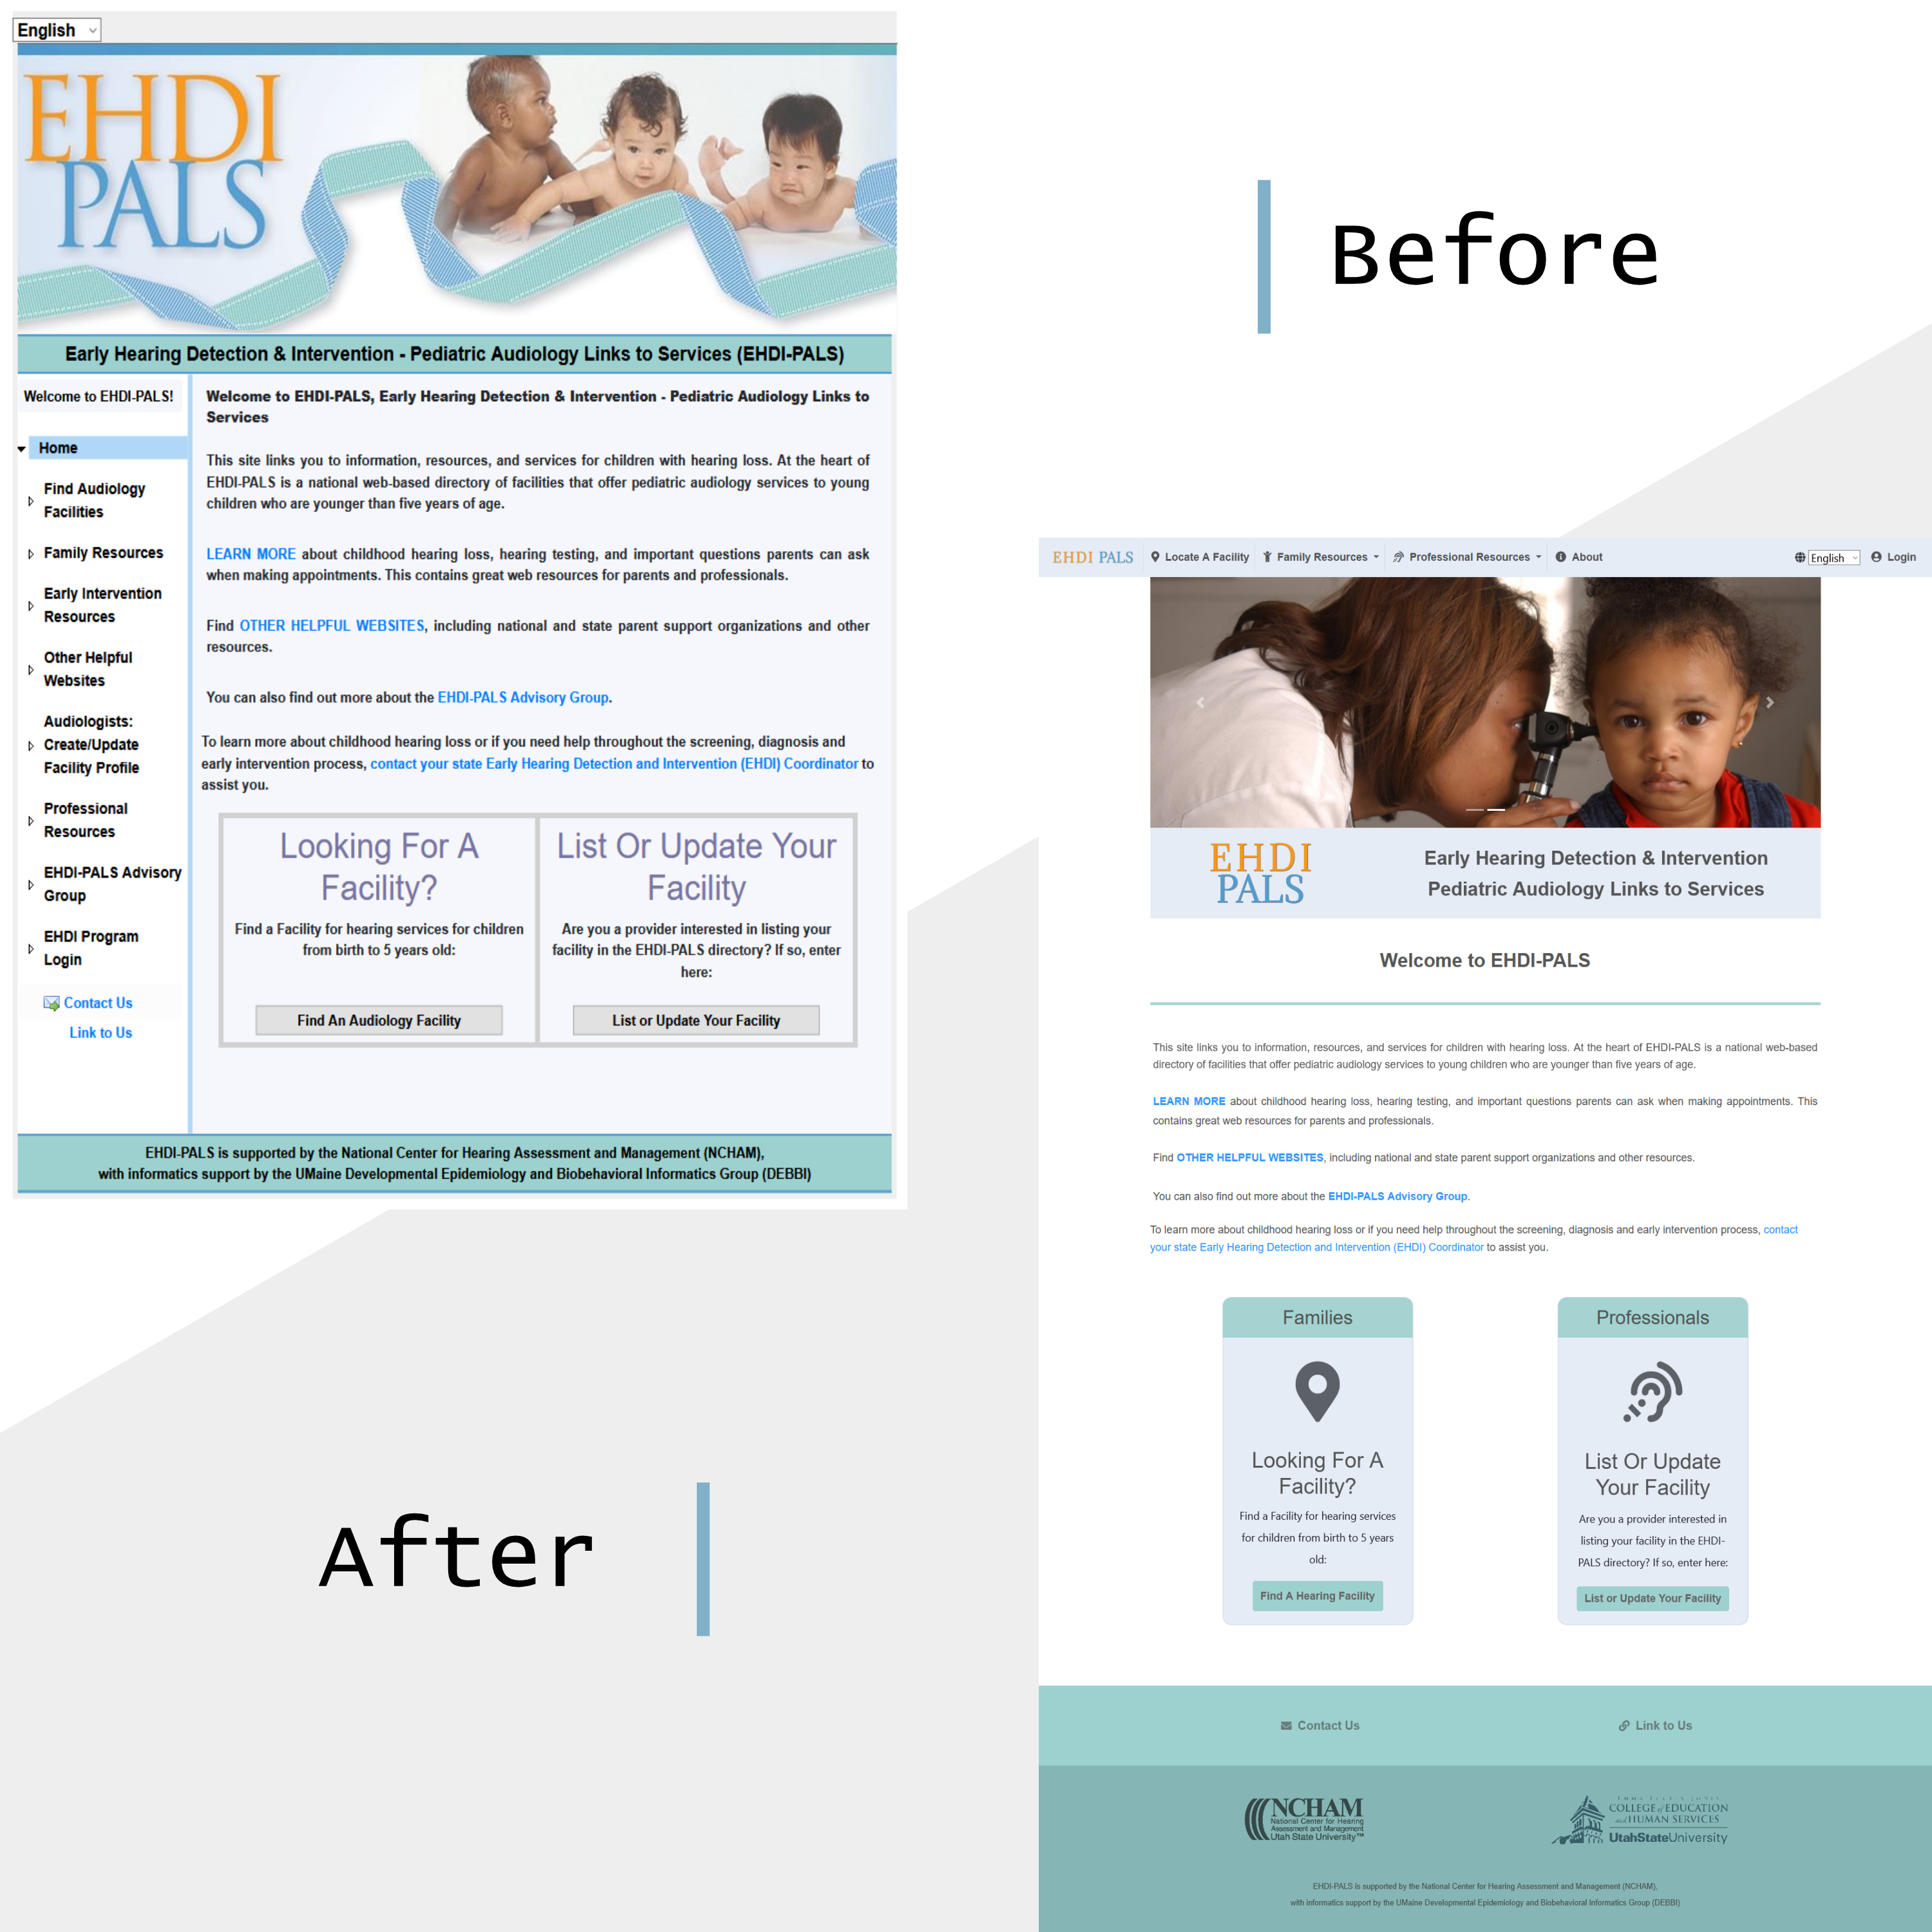 English
EHDI
PALS
Early Hearing Detection & Intervention - Pediatric Audiology Links to Services (EHDI-PALS)
Welcome to EHDI-PALS!
Home
Find Audiology
Facilities
Family Resources
Early Intervention
Resources
Other Helpful
Websites
Audiologists:
Create/Update
Facility Profile
Professional
Resources
EHDI-PALS Advisory
Group
EHDI Program
Login
Contact Us
Link to Us
Welcome to EHDI-PALS, Early Hearing Detection & Intervention - Pediatric Audiology Links to
Services
This site links you to information, resources, and services for children with hearing loss. At the heart of
EHDI-PALS is a national web-based directory of facilities that offer pediatric audiology services to young
children who are younger than five years of age.
LEARN MORE about childhood hearing loss, hearing testing, and important questions parents can ask
when making appointments. This contains great web resources for parents and professionals.
Find OTHER HELPFUL WEBSITES, including national and state parent support organizations and other
resources.
You can also find out more about the EHDI-PALS Advisory Group.
To learn more about childhood hearing loss or if you need help throughout the screening, diagnosis and
early intervention process, contact your state Early Hearing Detection and Intervention (EHDI) Coordinator to
assist you.
Looking For A
Facility?
Find a Facility for hearing services for children
from birth to 5 years old:
Find An Audiology Facility
List Or Update Your
Facility
Are you a provider interested in listing your
facility in the EHDI-PALS directory? If so, enter
here:
List or Update Your Facility
EHDI-PALS is supported by the National Center for Hearing Assessment and Management (NCHAM),
with informatics support by the UMaine Developmental Epidemiology and Biobehavioral Informatics Group (DEBBI)
Before
EHDI PALS Locate A Facility Family Resources Professional Resources About English Login
EHDI
PALS
Early Hearing Detection & Intervention
Pediatric Audiology Links to Services
Welcome to EHDI-PALS
This site links you to information, resources, and services for children with hearing loss. At the heart of EHDI-PALS is a national web-based
directory of facilities that offer pediatric audiology services to young children who are younger than five years of age.
LEARN MORE about childhood hearing loss, hearing testing, and important questions parents can ask when making appointments. This
contains great web resources for parents and professionals.
Find OTHER HELPFUL WEBSITES, including national and state parent support organizations and other resources.
You can also find out more about the EHDI-PALS Advisory Group.
To learn more about childhood hearing loss or if you need help throughout the screening, diagnosis and early intervention process, contact
your state Early Hearing Detection and Intervention (EHDI) Coordinator to assist you.
Families
Looking For A
Facility?
Find a Facility for hearing services
for children from birth to 5 years
old:
Find A Hearing Facility
Professionals
List Or Update
Your Facility
Are you a provider interested in
listing your facility in the EHDI-
PALS directory? If so, enter here:
List or Update Your Facility
Contact Us
Link to Us
NCHAM
National Center for Hearing
Assessment and Management
Utah State University™
COLLEGE of EDUCATION
and HUMAN SERVICES
UtahStateUniversity
EHDI-PALS is supported by the National Center for Hearing Assessment and Management (NCHAM),
with informatics support by the UMaine Developmental Epidemiology and Biobehavioral Informatics Group (DEBBI)
After